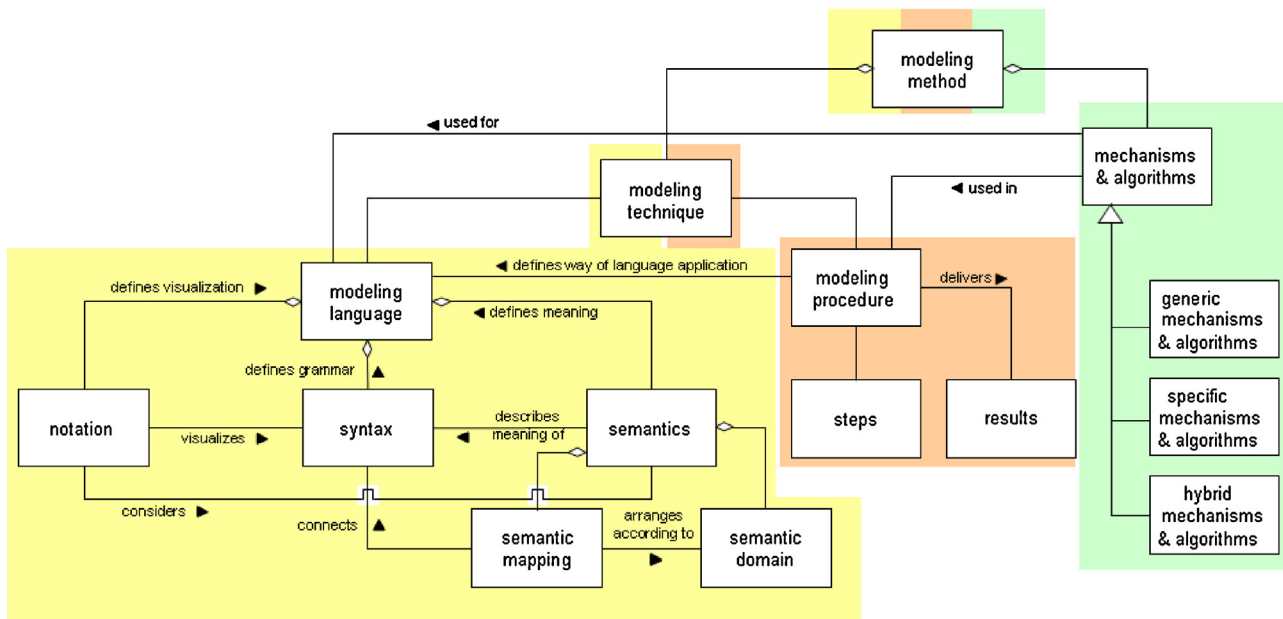 modeling
method
◄ used for
mechanisms
& algorithms
modeling
technique
◄ used in
◄ defines way of language application
defines visualization ►
modeling
language
◄ defines meaning
modeling
procedure
delivers ►
generic
mechanisms
& algorithms
defines grammar ▲
notation
visualizes ►
syntax
describes
◄ meaning of
semantics
steps
results
specific
mechanisms
& algorithms
considers ►
connects ▲
semantic
mapping
arranges
according to
►
semantic
domain
hybrid
mechanisms
& algorithms